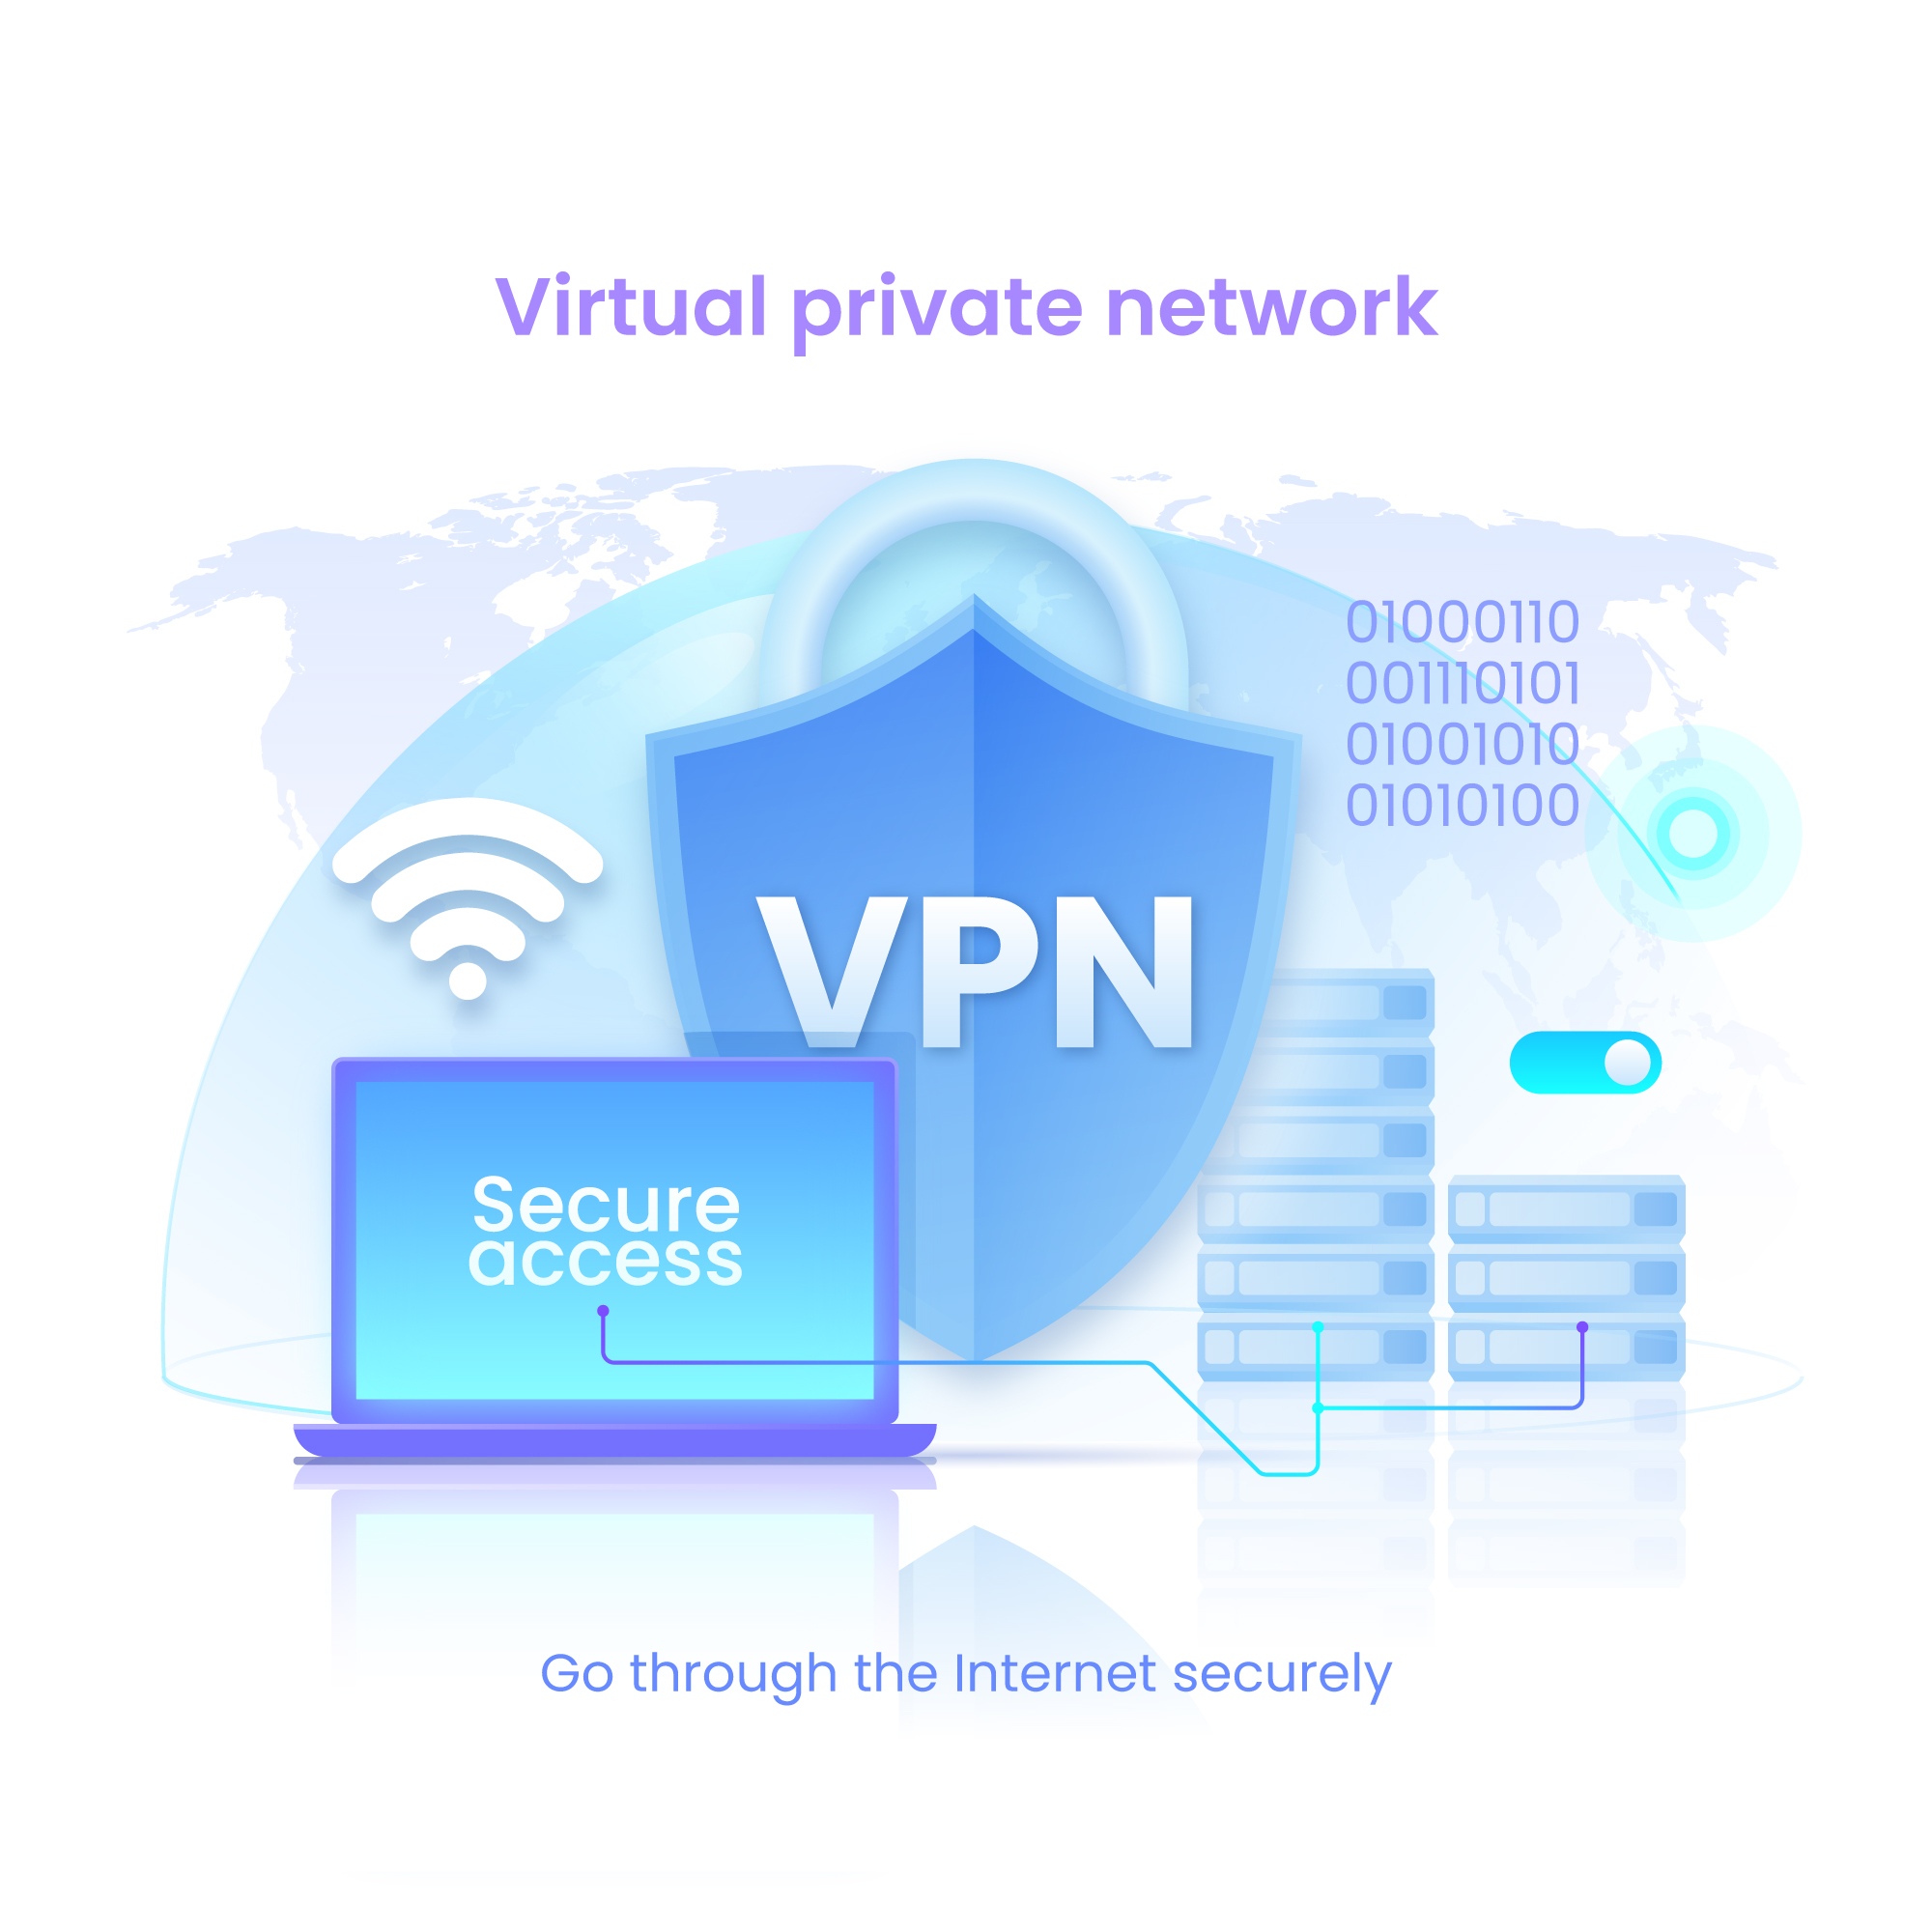 Virtual private network
01000110
001110101
01001010
01010100
VPN
Secure
access
Go through the Internet securely